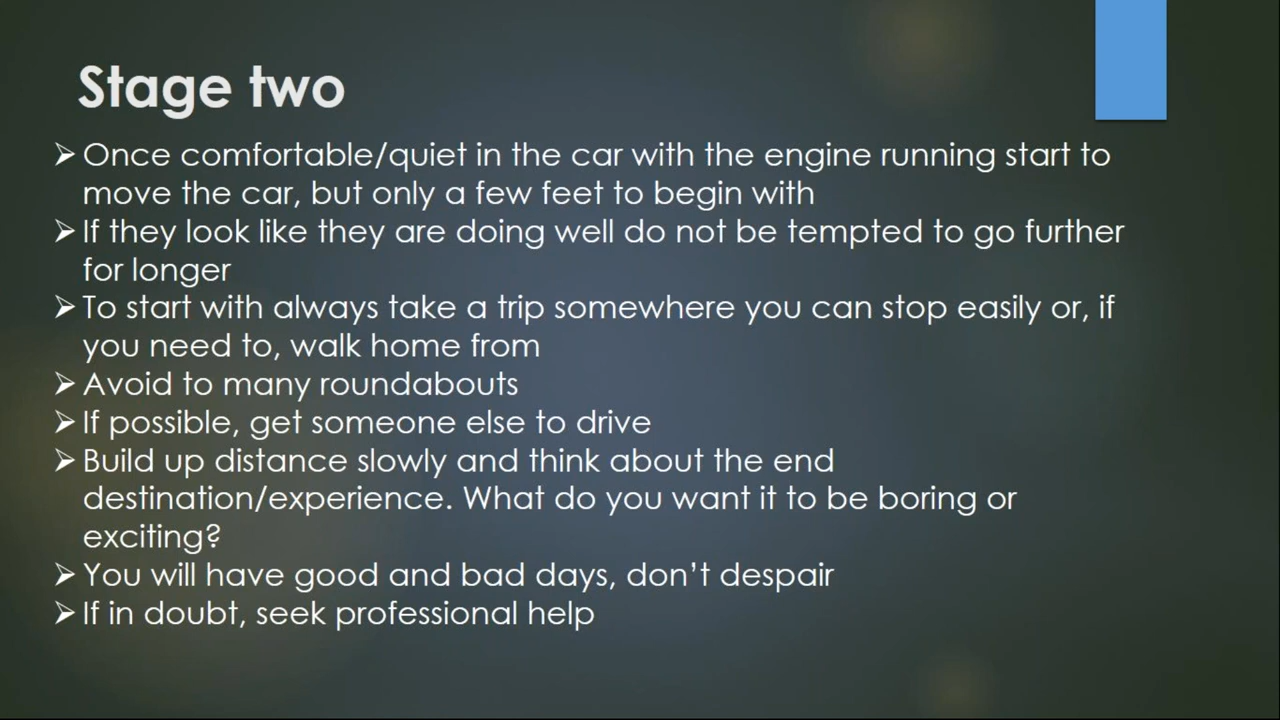 Stage two
➢ Once comfortable/quiet in the car with the engine running start to
move the car, but only a few feet to begin with
➢ If they look like they are doing well do not be tempted to go further
for longer
➢ To start with always take a trip somewhere you can stop easily or, if
you need to, walk home from
➢ Avoid to many roundabouts
➢ If possible, get someone else to drive
➢ Build up distance slowly and think about the end
destination/experience. What do you want it to be boring or
exciting?
➢ You will have good and bad days, don’t despair
➢ If in doubt, seek professional help